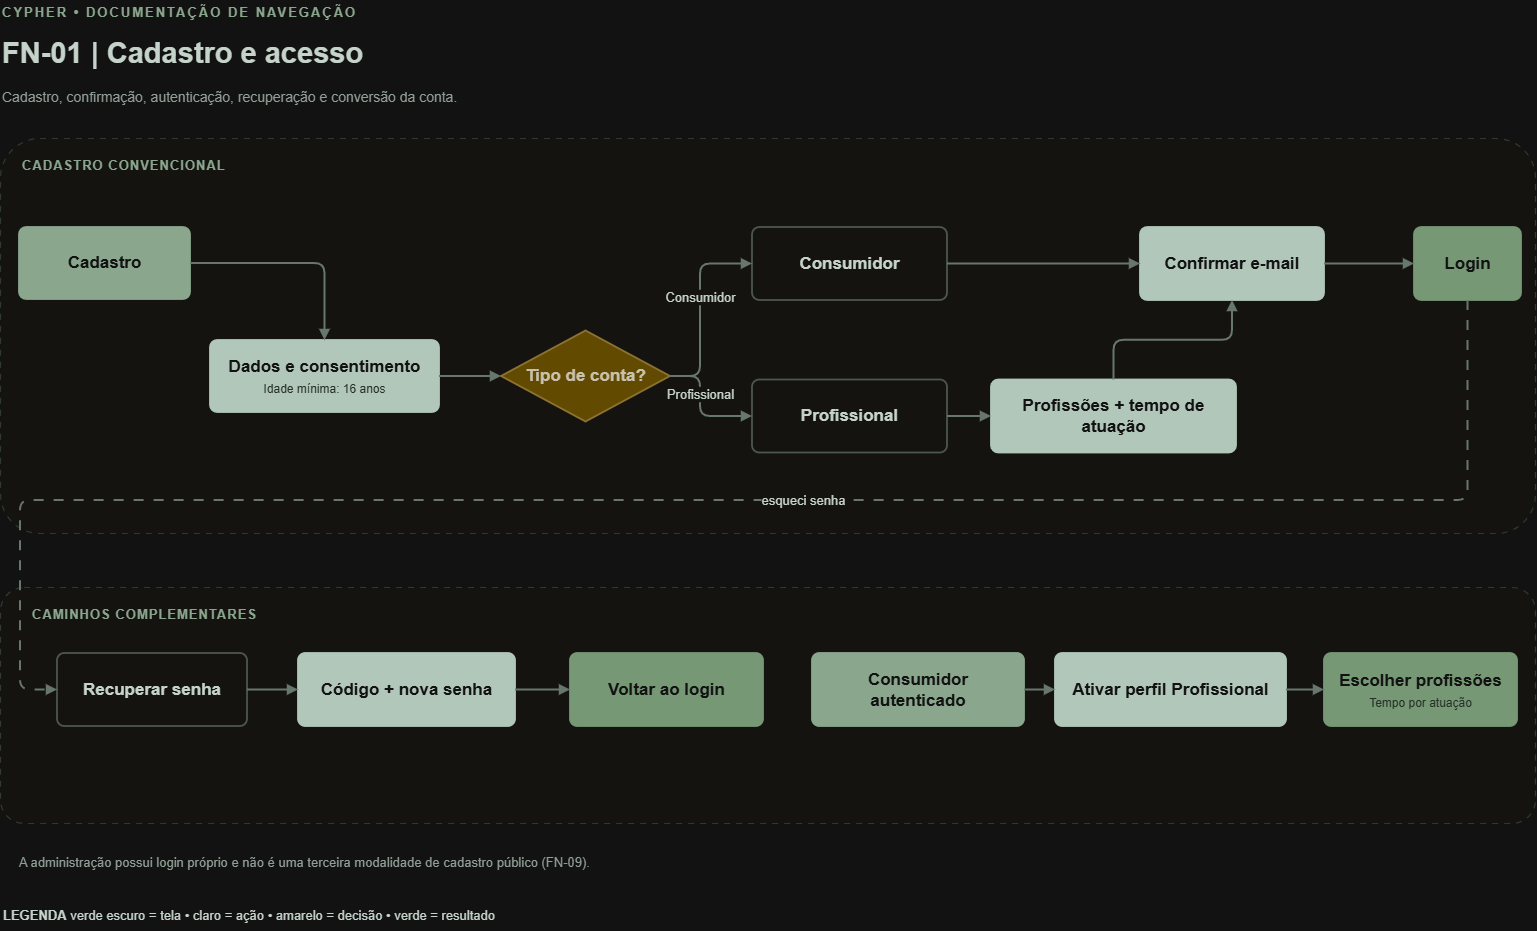 CYPHER • DOCUMENTAÇÃO DE NAVEGAÇÃO
FN-01 | Cadastro e acesso
Cadastro, confirmação, autenticação, recuperação e conversão da conta.
CADASTRO CONVENCIONAL
Cadastro
Dados e consentimento
Idade mínima: 16 anos
Tipo de conta?
Consumidor
Profissional
Consumidor
Profissional
Profissões + tempo de
atuação
Confirmar e-mail
Login
esqueci senha
CAMINHOS COMPLEMENTARES
Recuperar senha
Código + nova senha
Voltar ao login
Consumidor
autenticado
Ativar perfil Profissional
Escolher profissões
Tempo por atuação
A administração possui login próprio e não é uma terceira modalidade de cadastro público (FN-09).
LEGENDA verde escuro = tela • claro = ação • amarelo = decisão • verde = resultado